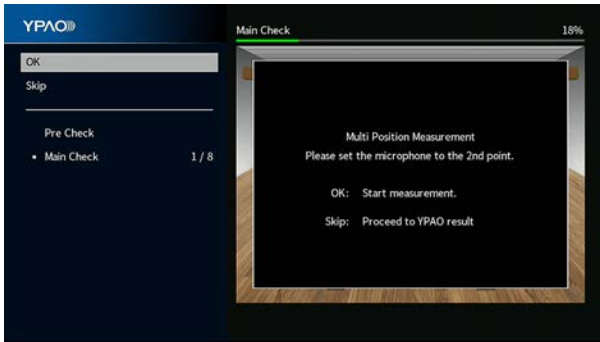 YPAO
Main Check 18%
OK
Skip
Pre Check
• Main Check 1 / 8
Multi Position Measurement
Please set the microphone to the 2nd point.
OK: Start measurement.
Skip: Proceed to YPAO result